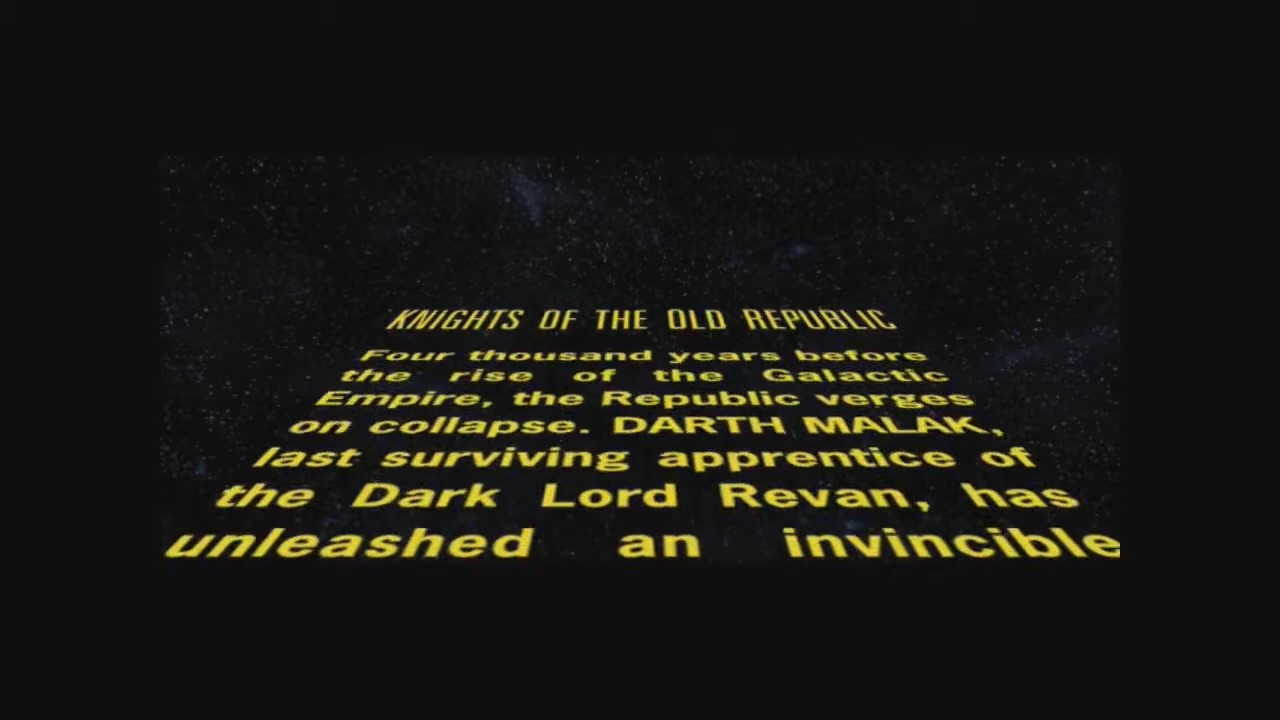 KNIGHTS OF THE OLD REPUBLIC
Four thousand years before
the rise of the Galactic
Empire, the Republic verges
on collapse. DARTH MALAK,
last surviving apprentice of
the Dark Lord Revan, has
unleashed an invincible